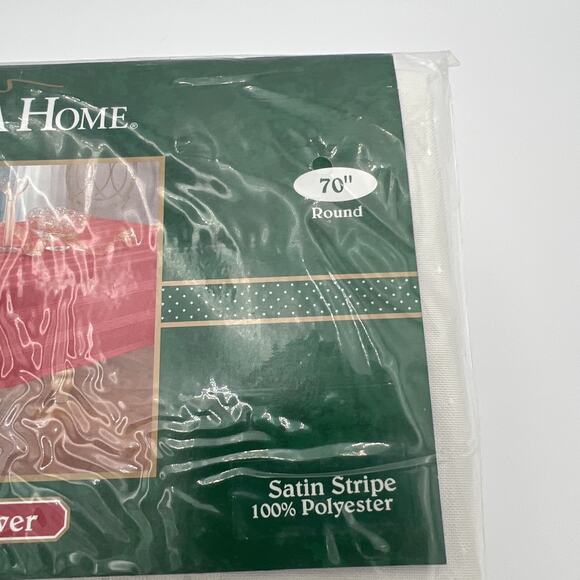 HOME®
70"
Round
Satin Stripe
100% Polyester